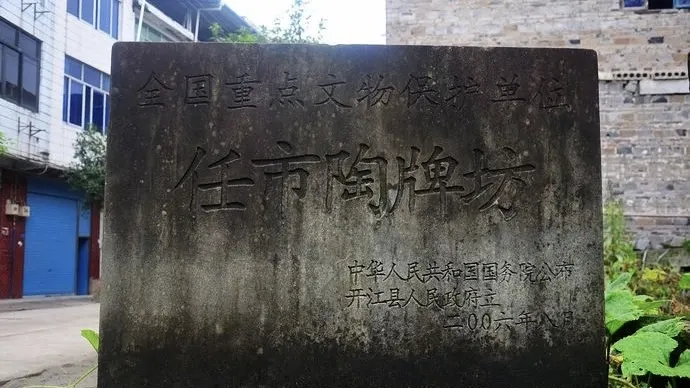 全国重点文物保护单位
任市陶牌坊
中华人民共和国国务院公布
开江县人民政府立
二〇〇六年八月